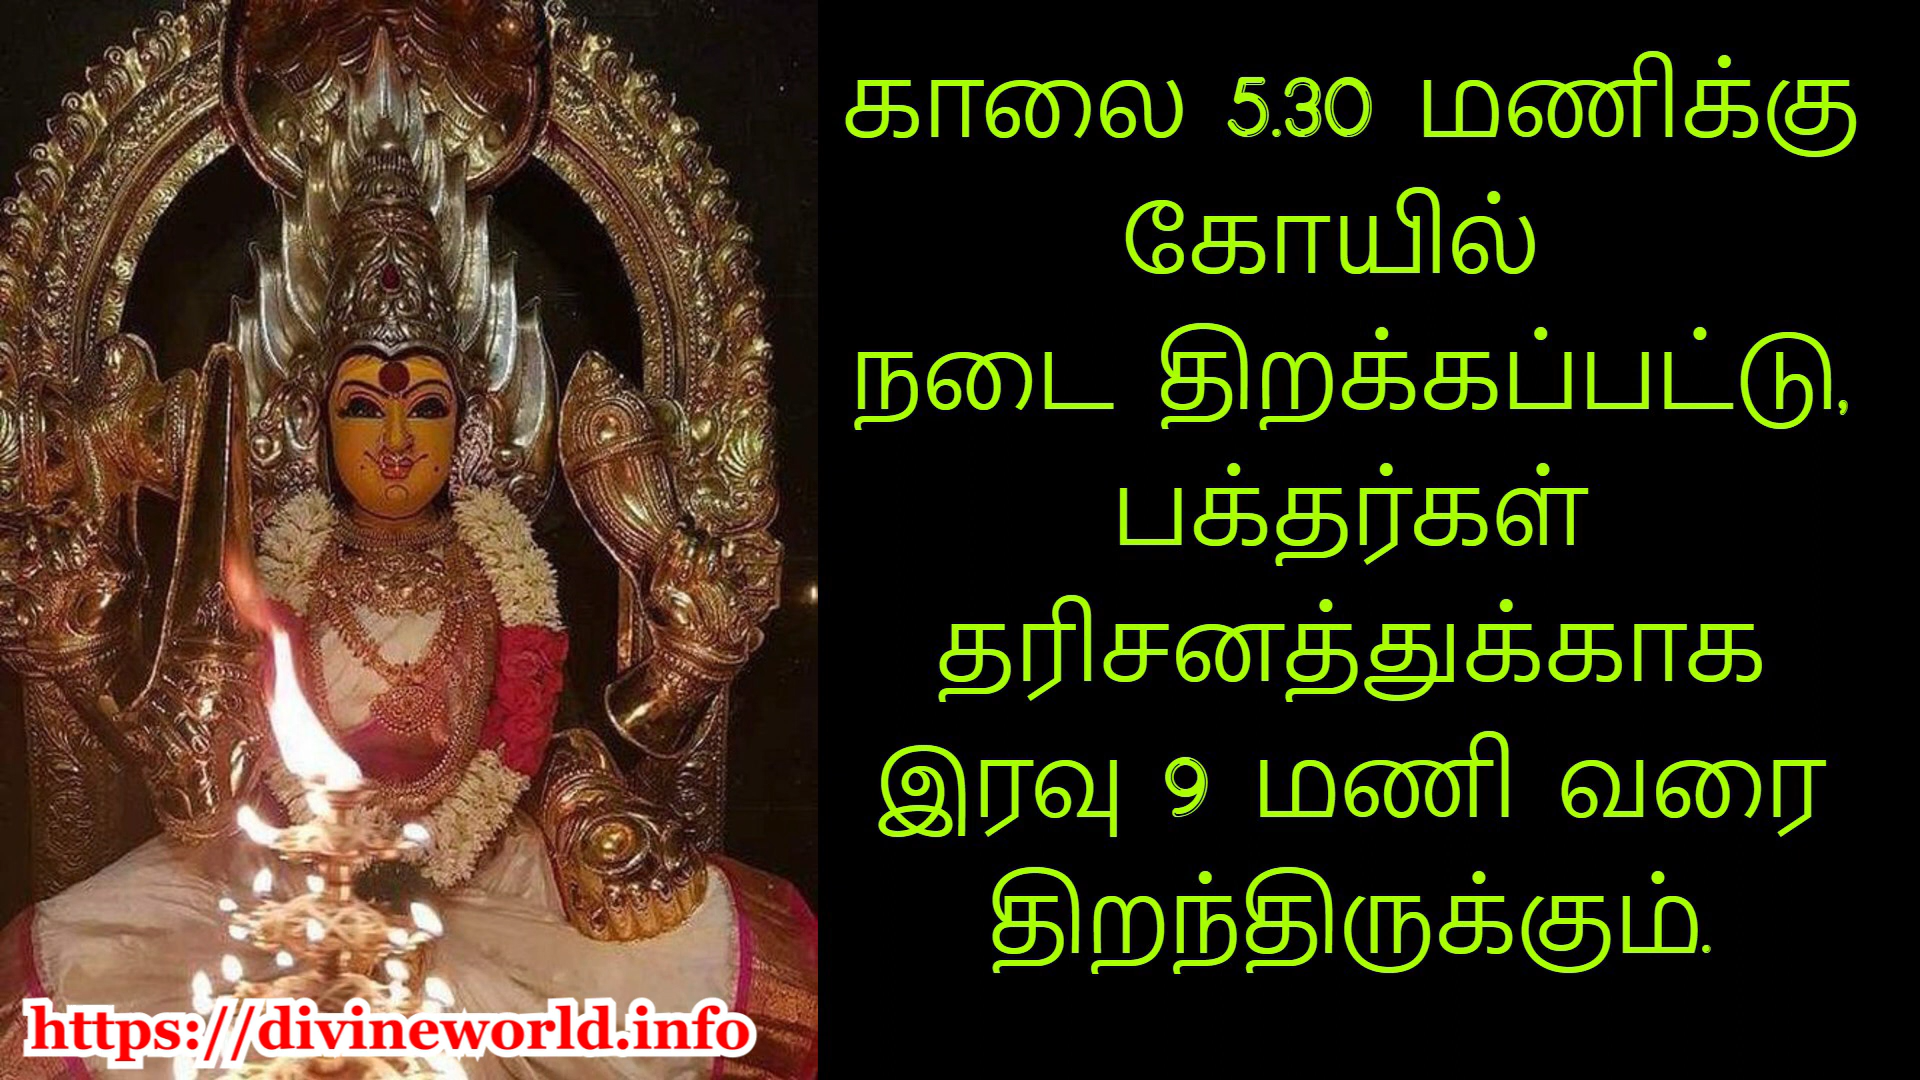 காலை 5.30 மணிக்கு
கோயில்
நடை திறக்கப்பட்டு,
பக்தர்கள்
தரிசனத்துக்காக
இரவு 9 மணி வரை
திறந்திருக்கும்.
https://divineworld.info